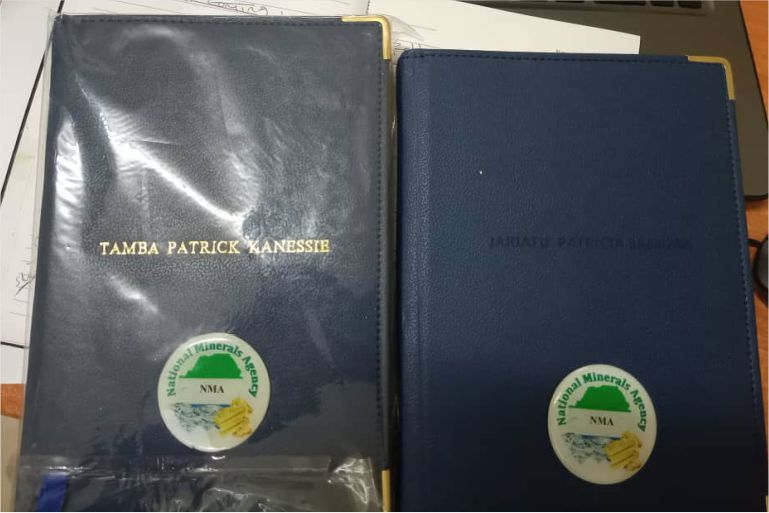 TAMBA PATRICK KANESSIE
National Minerals Agency
NMA
JARIATU PATRICIA
National Minerals Agency
NMA